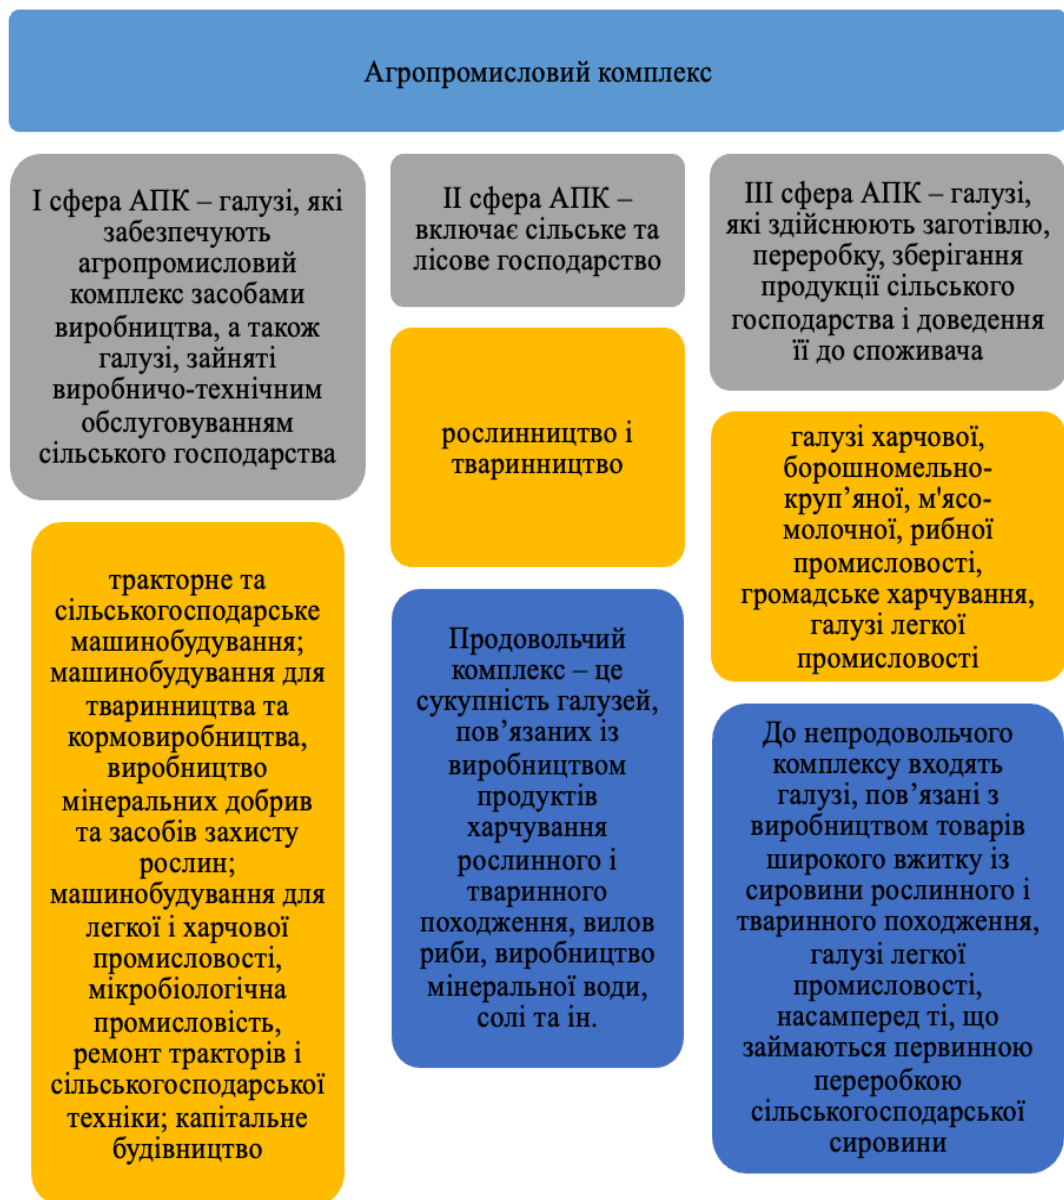 Агропромисловий комплекс
І сфера АПК – галузі, які
забезпечують
агропромисловий
комплекс засобами
виробництва, а також
галузі, зайняті
виробничо-технічним
обслуговуванням
сільського господарства
тракторне та
сільськогосподарське
машинобудування;
машинобудування для
тваринництва та
кормовиробництва,
виробництво
мінеральних добрив
та засобів захисту
рослин;
машинобудування для
легкої і харчової
промисловості,
мікробіологічна
промисловість,
ремонт тракторів і
сільськогосподарської
техніки; капітальне
будівництво
ІІ сфера АПК –
включає сільське та
лісове господарство
рослинництво і
тваринництво
Продовольчий
комплекс – це
сукупність галузей,
пов’язаних із
виробництвом
продуктів
харчування
рослинного і
тваринного
походження, вилов
риби, виробництво
мінеральної води,
солі та ін.
ІІІ сфера АПК – галузі,
які здійснюють заготівлю,
переробку, зберігання
продукції сільського
господарства і доведення
її до споживача
галузі харчової,
борошномельно-
круп’яної, м'ясо-
молочної, рибної
промисловості,
громадське харчування,
галузі легкої
промисловості
До непродовольчого
комплексу входять
галузі, пов’язані з
виробництвом товарів
широкого вжитку із
сировини рослинного і
тваринного походження,
галузі легкої
промисловості,
насамперед ті, що
займаються первинною
переробкою
сільськогосподарської
сировини